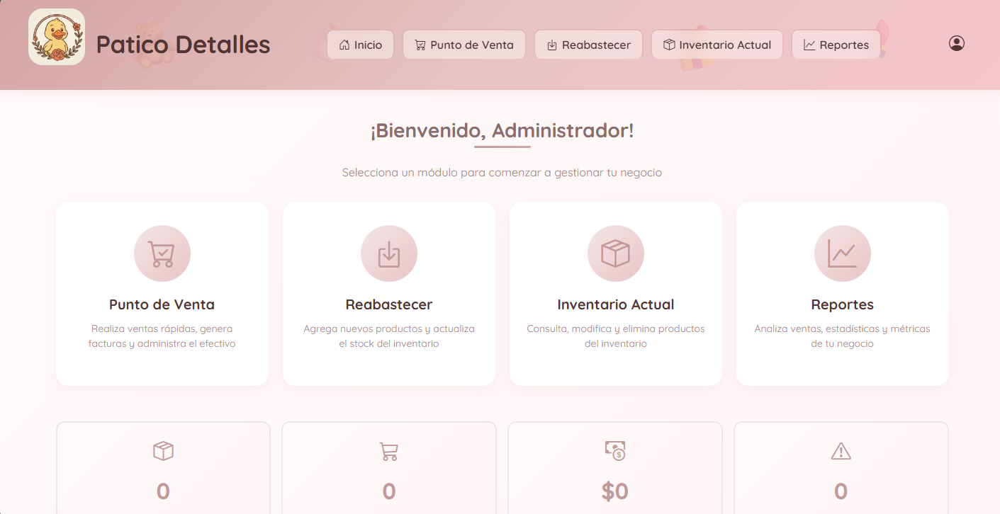 Patico Detalles
Inicio
Punto de Venta
Reabastecer
Inventario Actual
Reportes
¡Bienvenido, Administrador!
Selecciona un módulo para comenzar a gestionar tu negocio
Punto de Venta
Realiza ventas rápidas, genera
facturas y administra el efectivo
Reabastecer
Agrega nuevos productos y actualiza
el stock del inventario
Inventario Actual
Consulta, modifica y elimina productos
del inventario
Reportes
Analiza ventas, estadísticas y métricas
de tu negocio
0
0
$0
0